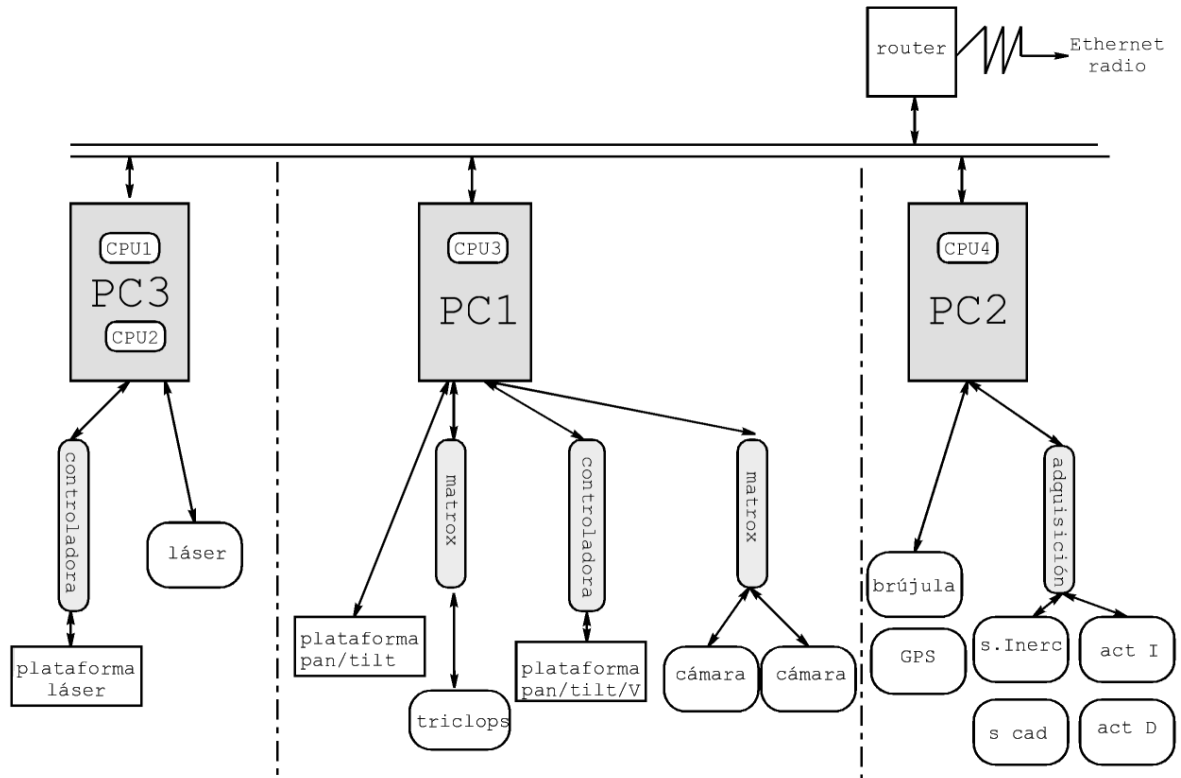 router
Ethernet
radio
CPU1
PC3
CPU2
CPU3
PC1
CPU4
PC2
controladora
láser
plataforma
láser
matrox
controladora
matrox
plataforma
pan/tilt
triclops
plataforma
pan/tilt/V
cámara
cámara
adquisición
brújula
GPS
s.Inerc
act I
s cad
act D